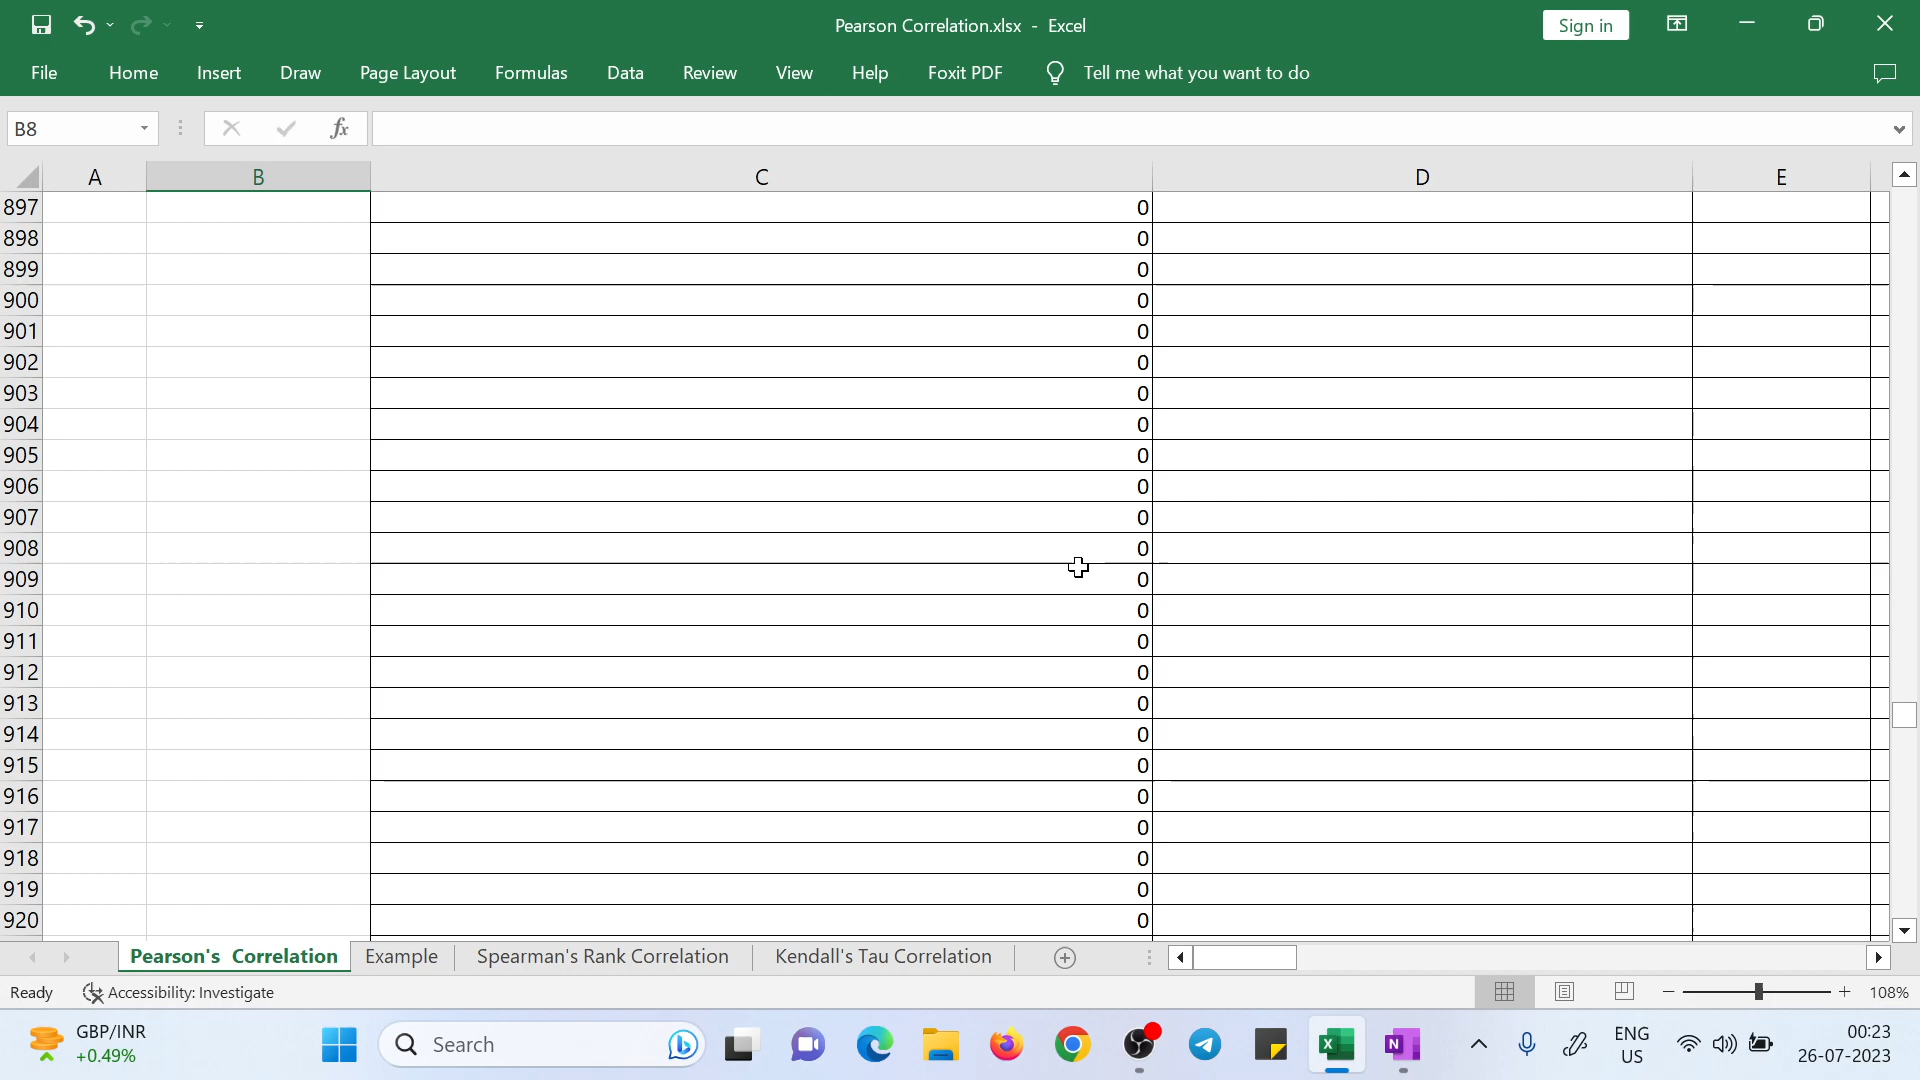 Pearson Correlation.xlsx - Excel
Sign in
File Home Insert Draw Page Layout Formulas Data Review View Help Foxit PDF Tell me what you want to do
B8 fx
A B C D E
897 0
898 0
899 0
900 0
901 0
902 0
903 0
904 0
905 0
906 0
907 0
908 0
909 0
910 0
911 0
912 0
913 0
914 0
915 0
916 0
917 0
918 0
919 0
920 0
Pearson's Correlation Example Spearman's Rank Correlation Kendall's Tau Correlation
Ready Accessibility: Investigate 108%
GBP/INR
+0.49%
Search
ENG
US
00:23
26-07-2023